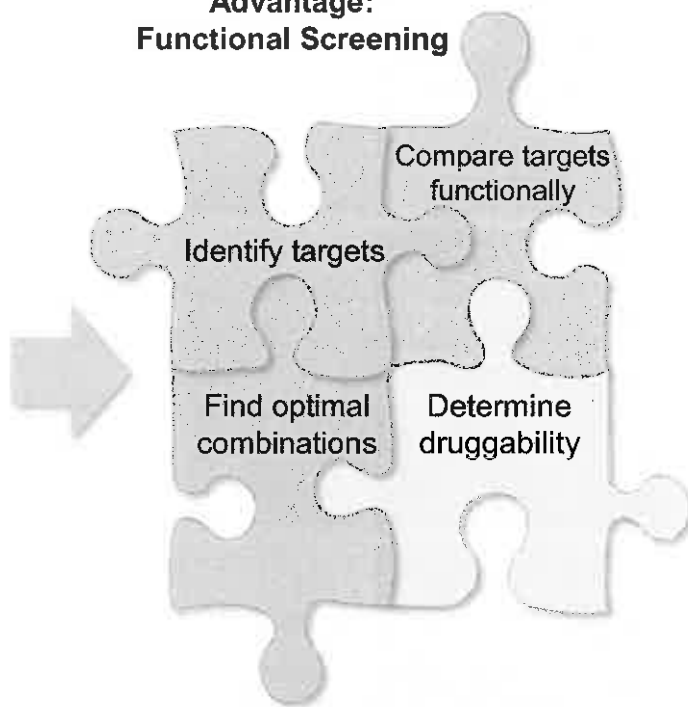 Advantage:
Functional Screening
Compare targets
functionally
Identify targets
Find optimal
combinations
Determine
druggability